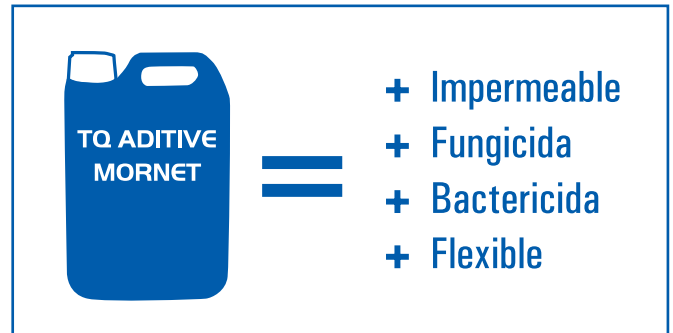 TQ ADITIVE
MORNET
=
+ Impermeable
+ Fungicida
+ Bactericida
+ Flexible